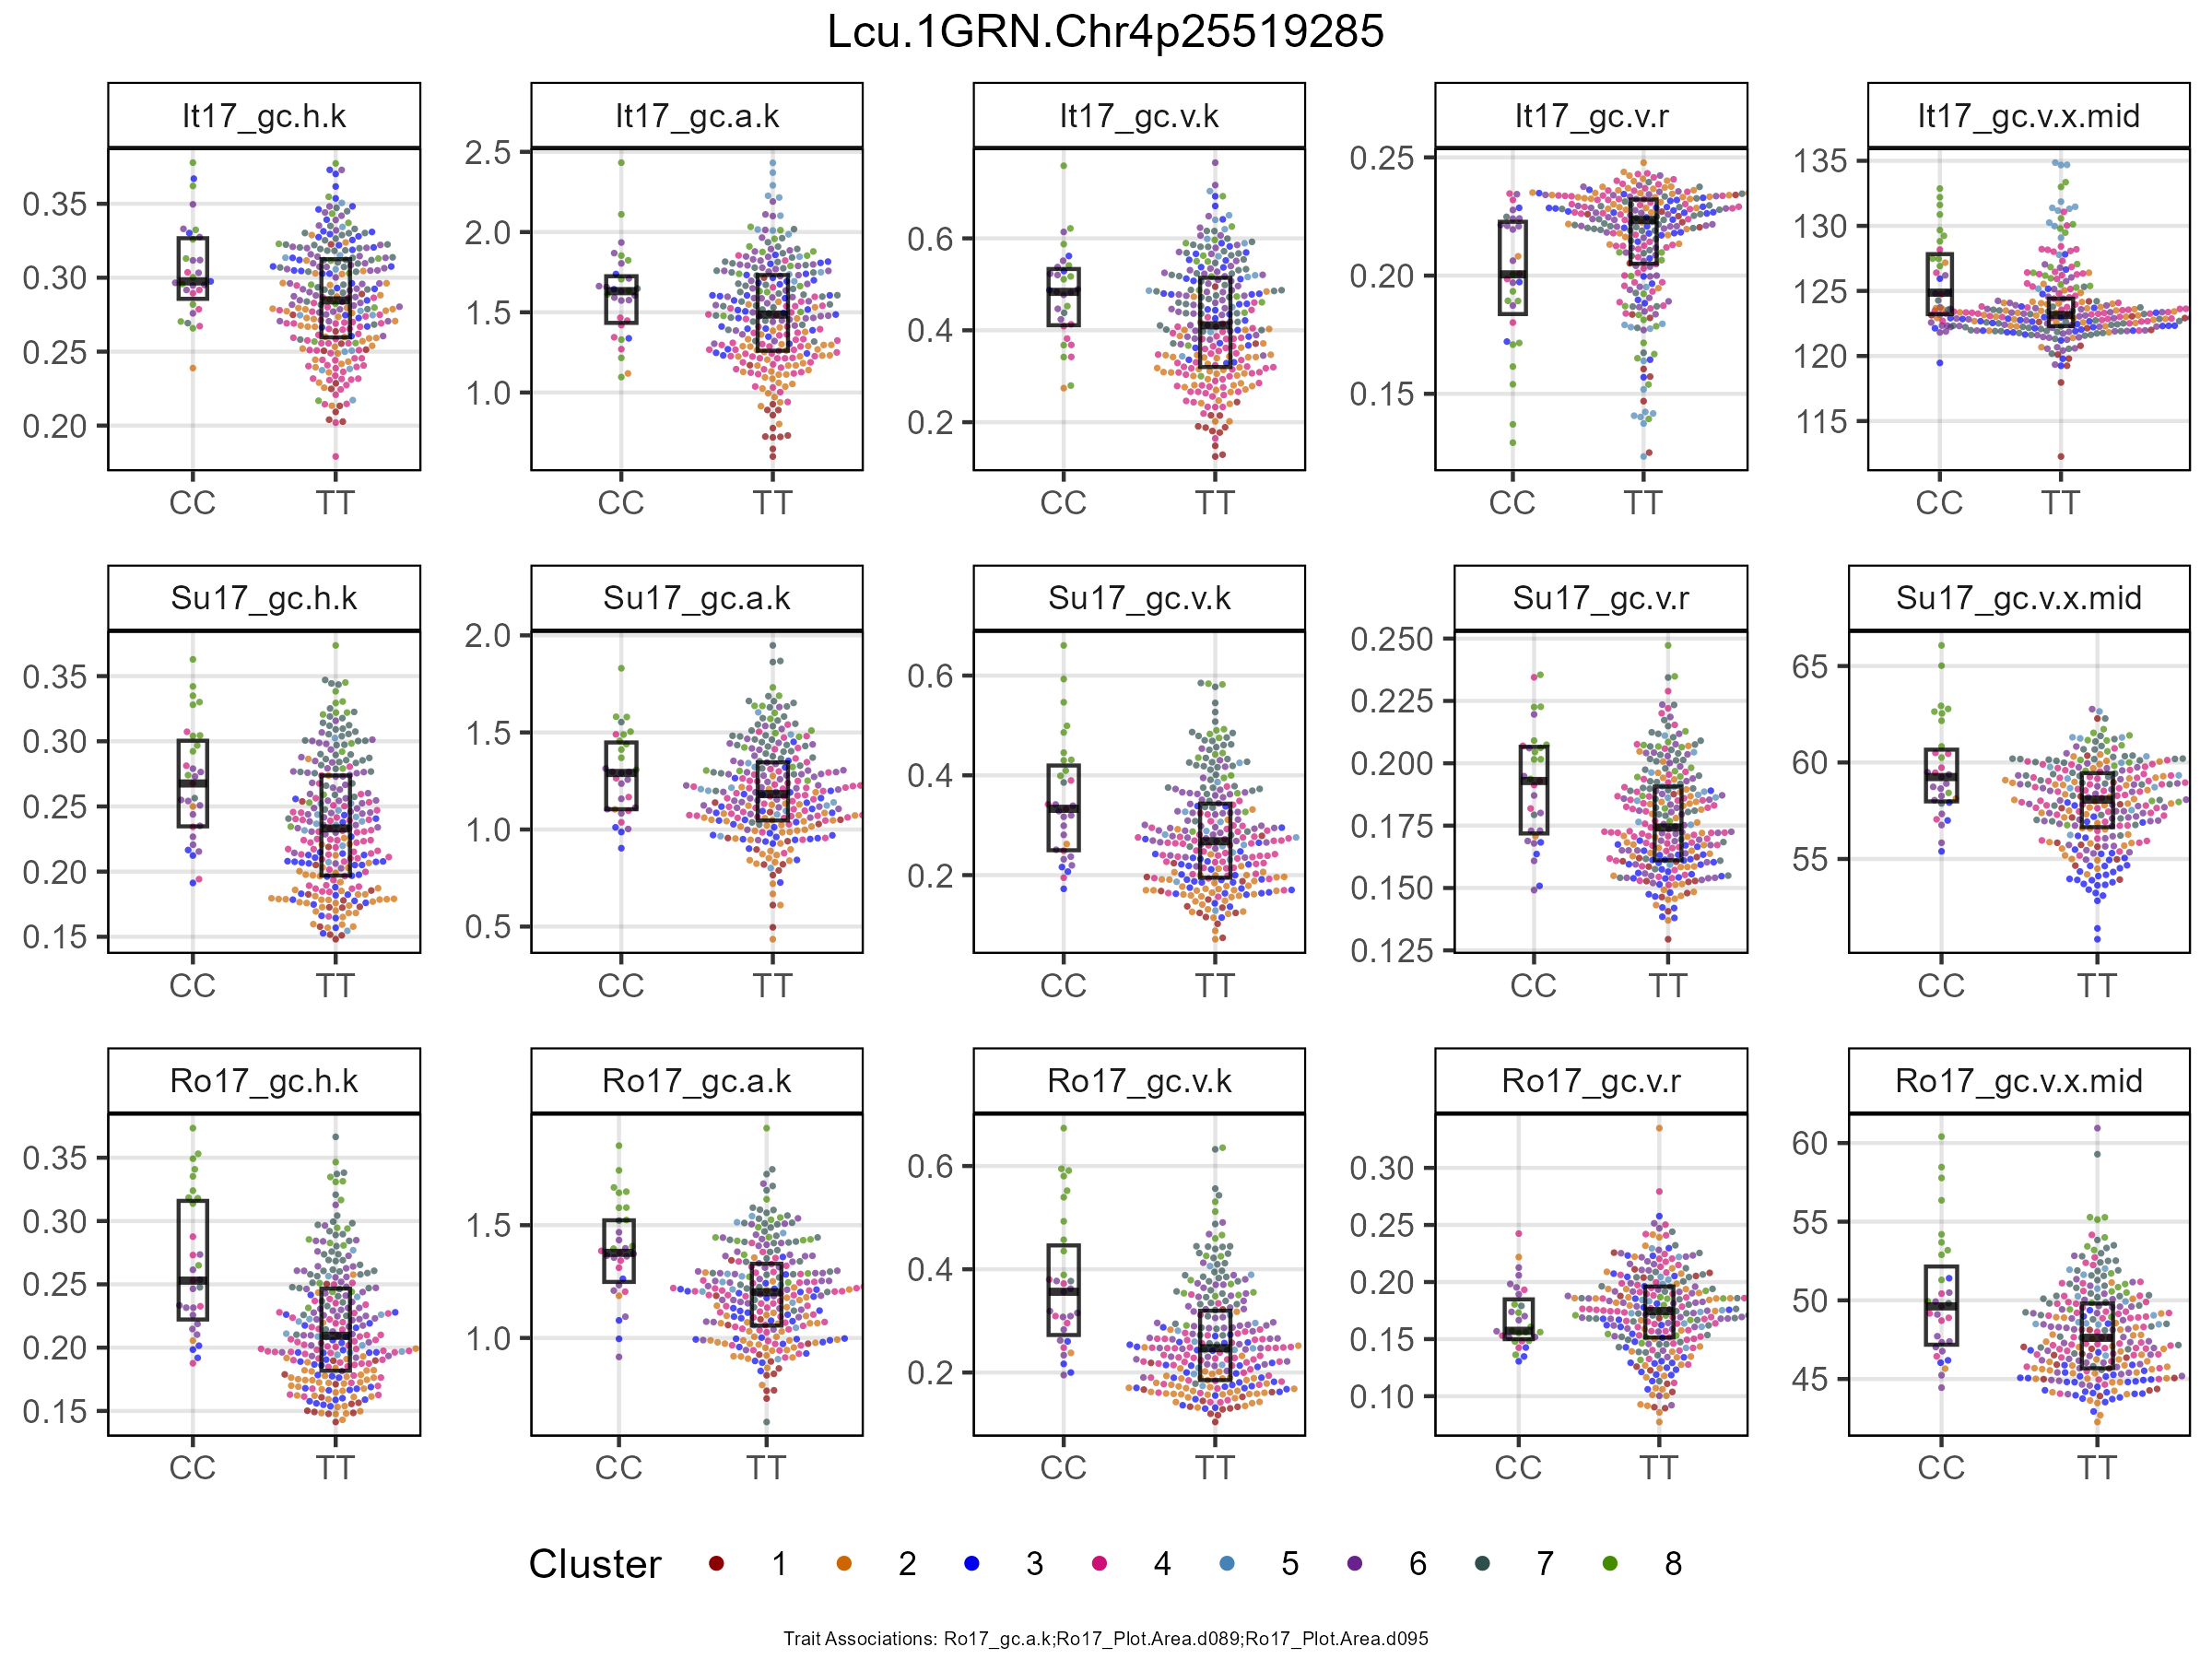 Lcu.1GRN.Chr4p25519285
It17_gc.h.k
It17_gc.a.k
It17_gc.v.k
It17_gc.v.r
It17_gc.v.x.mid
0.35
0.30
0.25
0.20
CC TT
2.5
2.0
1.5
1.0
CC TT
0.6
0.4
0.2
CC TT
0.25
0.20
0.15
CC TT
135
130
125
120
115
CC TT
Su17_gc.h.k
Su17_gc.a.k
Su17_gc.v.k
Su17_gc.v.r
Su17_gc.v.x.mid
0.35
0.30
0.25
0.20
0.15
CC TT
2.0
1.5
1.0
0.5
CC TT
0.6
0.4
0.2
CC TT
0.250
0.225
0.200
0.175
0.150
0.125
CC TT
65
60
55
CC TT
Ro17_gc.h.k
Ro17_gc.a.k
Ro17_gc.v.k
Ro17_gc.v.r
Ro17_gc.v.x.mid
0.35
0.30
0.25
0.20
0.15
CC TT
1.5
1.0
CC TT
0.6
0.4
0.2
CC TT
0.30
0.25
0.20
0.15
0.10
CC TT
60
55
50
45
CC TT
Cluster 1 2 3 4 5 6 7 8
Trait Associations: Ro17_gc.a.k;Ro17_Plot.Area.d089;Ro17_Plot.Area.d095